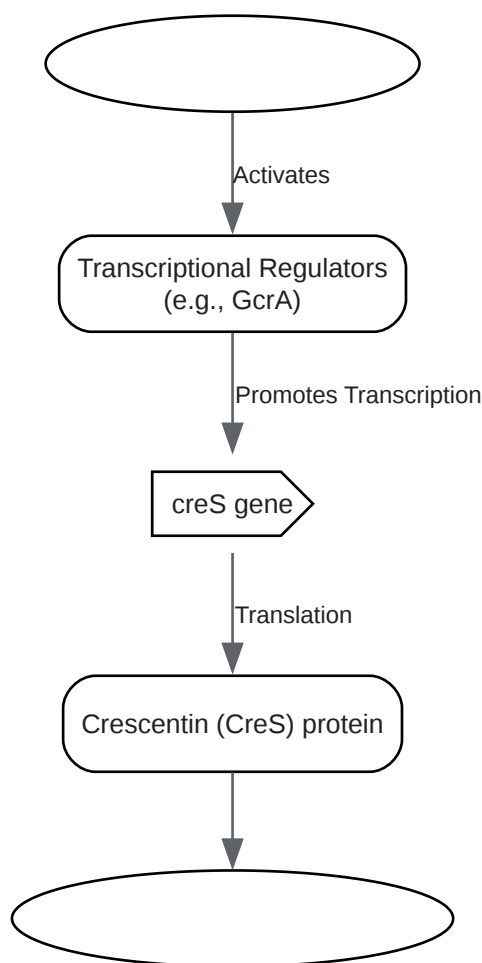 Activates
Transcriptional Regulators
(e.g., GcrA)
Promotes Transcription
creS gene
Translation
Crescentin (CreS) protein